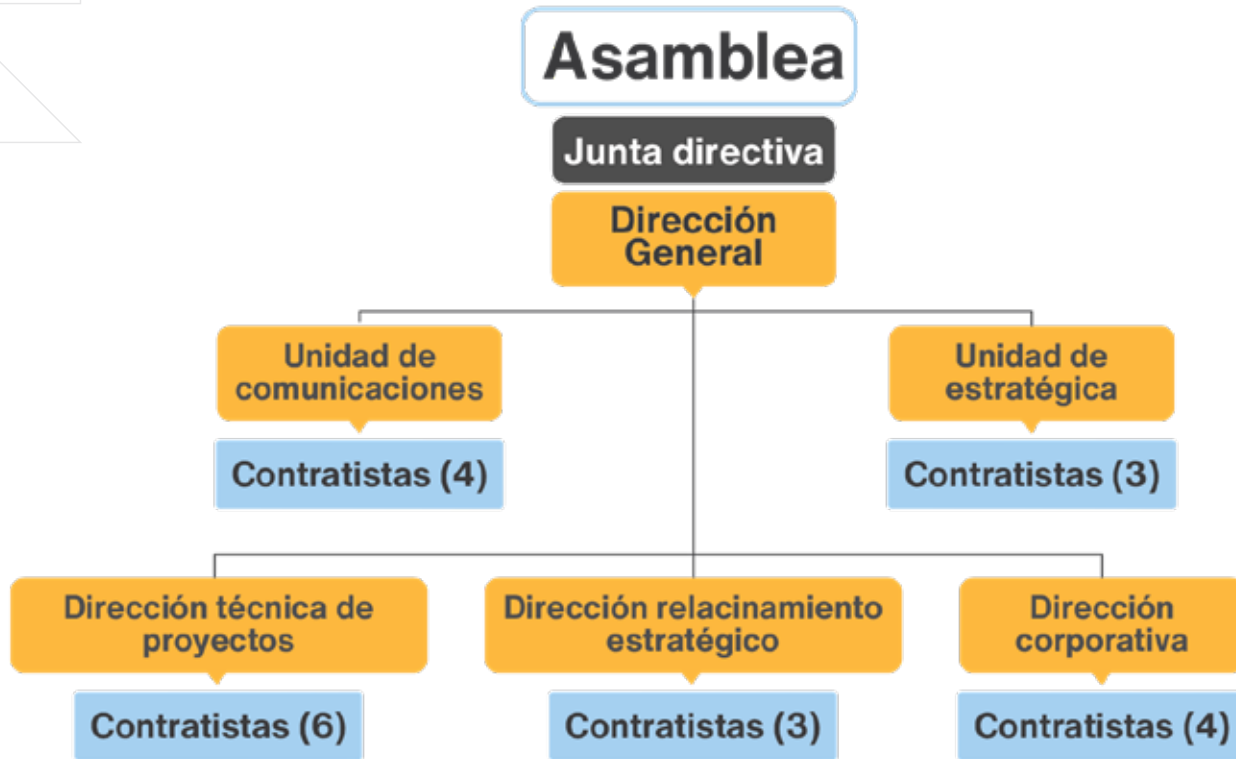 Asamblea
Junta directiva
Dirección
General
Unidad de
comunicaciones
Unidad de
estratégica
Contratistas (4)
Contratistas (3)
Dirección técnica de
proyectos
Dirección relacinamiento
estratégico
Dirección
corporativa
Contratistas (6)
Contratistas (3)
Contratistas (4)